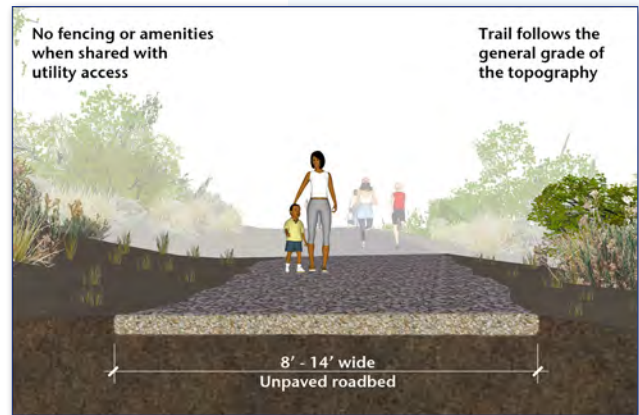 No fencing or amenities
when shared with
utility access
Trail follows the
general grade of
the topography
8' - 14' wide
Unpaved roadbed